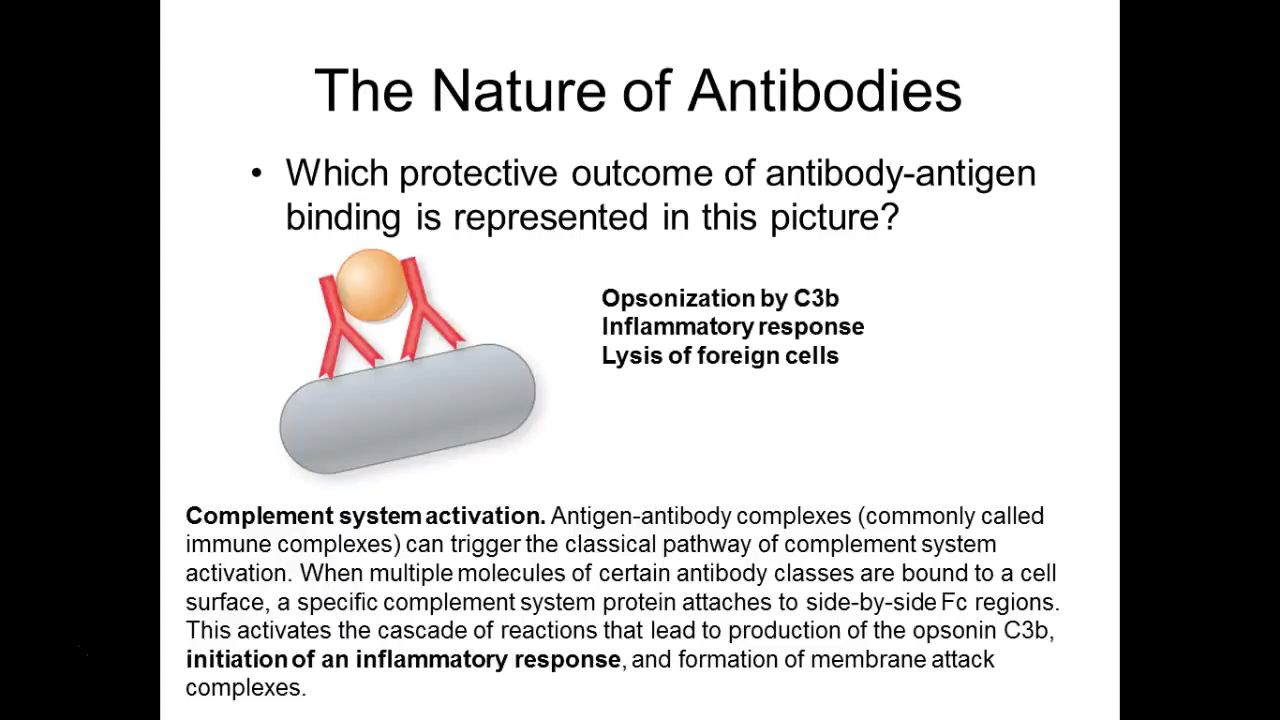 The Nature of Antibodies
• Which protective outcome of antibody-antigen
binding is represented in this picture?
Opsonization by C3b
Inflammatory response
Lysis of foreign cells
Complement system activation. Antigen-antibody complexes (commonly called
immune complexes) can trigger the classical pathway of complement system
activation. When multiple molecules of certain antibody classes are bound to a cell
surface, a specific complement system protein attaches to side-by-side Fc regions.
This activates the cascade of reactions that lead to production of the opsonin C3b,
initiation of an inflammatory response, and formation of membrane attack
complexes.